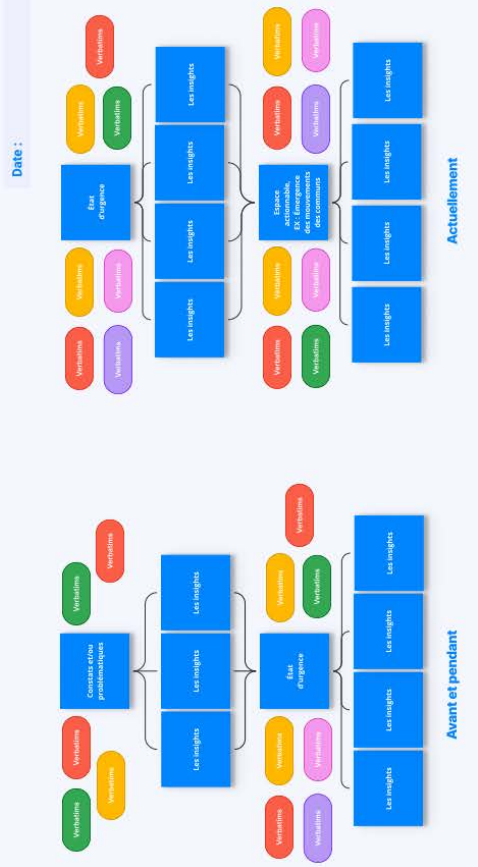 Date :
Verbatims
Verbatims
Verbatims
Constats et/ou
problématiques
Verbatims
Verbatims
Les insights
Les insights
Les insights
Verbatims
Verbatims
Verbatims
Verbatims
État
d'urgence
Verbatims
Verbatims
Verbatims
Les insights
Les insights
Les insights
Les insights
Avant et pendant
Verbatims
Verbatims
Verbatims
Verbatims
État
d'urgence
Verbatims
Verbatims
Verbatims
Les insights
Les insights
Les insights
Les insights
Verbatims
Verbatims
Verbatims
Verbatims
Espace
actionnable,
EX : Émergence
des mouvements
des communs
Verbatims
Verbatims
Verbatims
Verbatims
Les insights
Les insights
Les insights
Les insights
Actuellement